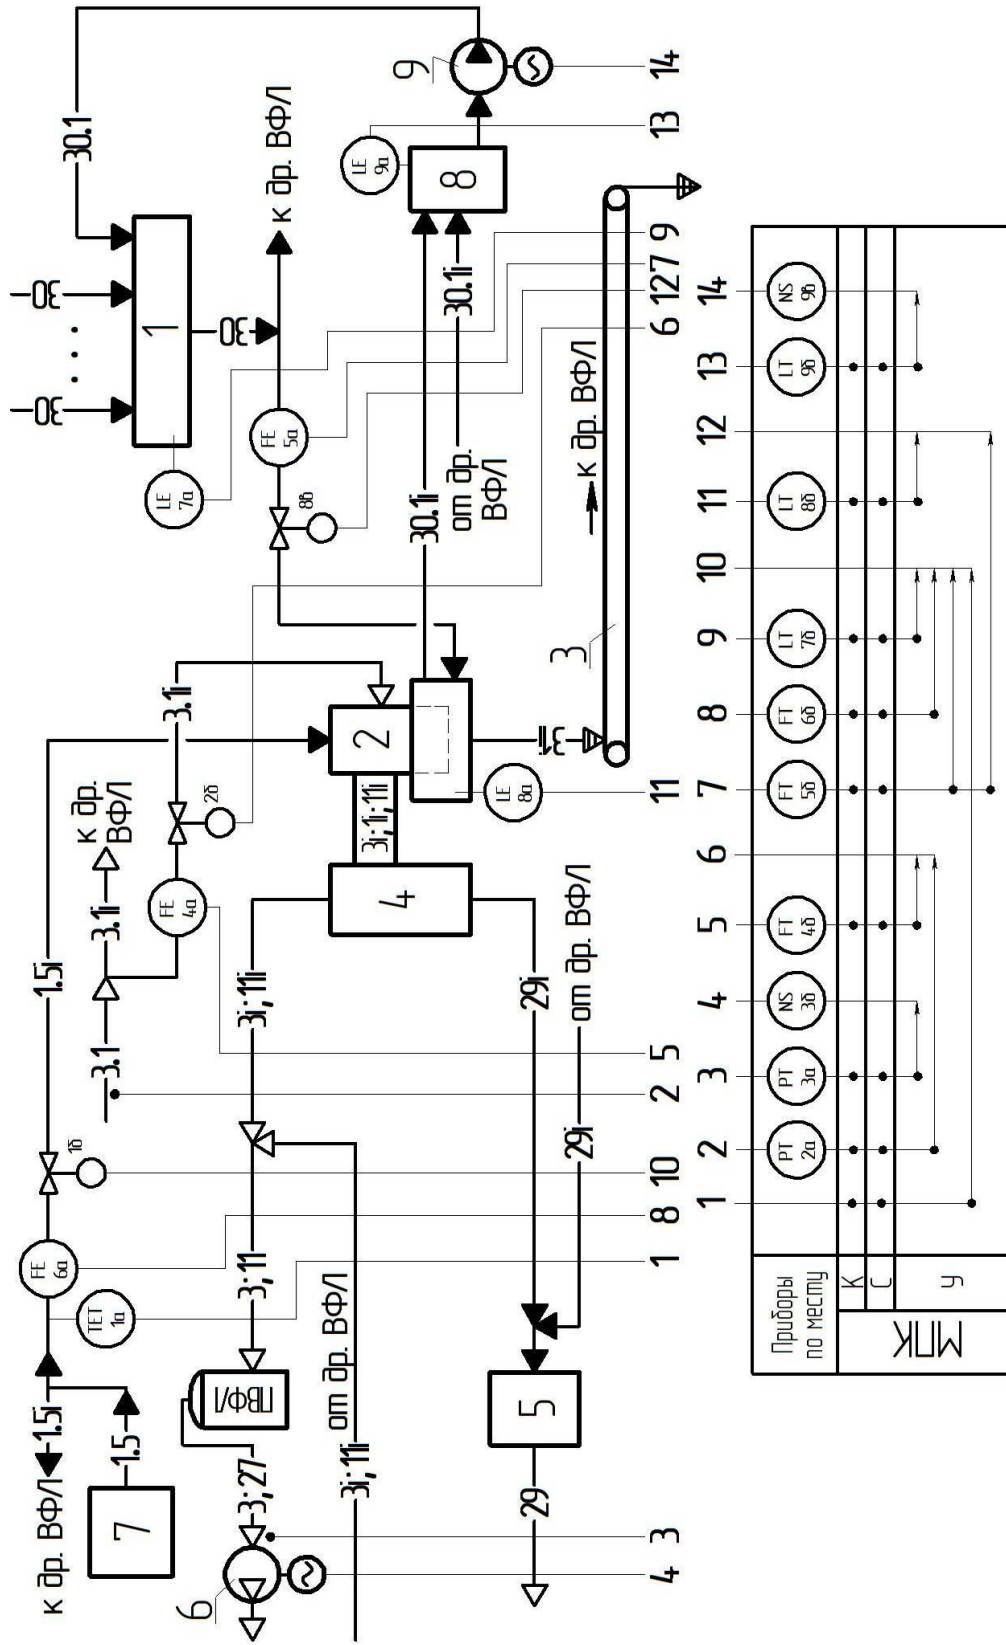 к др. ВФЛ
1.5i
1.5
7
TET
1а
FE
6а
1б
1.5i
3.1
3.1i
к др.
ВФЛ
FE
4а
2б
3.1i
LE
7а
30
. . .
30
30.1
1
30
к др. ВФЛ
FE
5а
8б
6
3;27
ПВФЛ
3;11
3i;11i
3i;11i
от др. ВФЛ
4
3i;1i;11i
2
30.1i
от др.
ВФЛ
30.1i
LE
9а
8
9
5
29
29i
29i
от др. ВФЛ
LE
8а
31i
3
к др. ВФЛ
4 3 1 8 10 2 5 11 6 12 7 9 13 14
1 2 3 4 5 6 7 8 9 10 11 12 13 14
Приборы
по месту
PT
2а
PT
3а
NS
3б
FT
4б
FT
5б
FT
6б
LT
7б
LT
8б
LT
9б
NS
9в
МПК
К
С
У